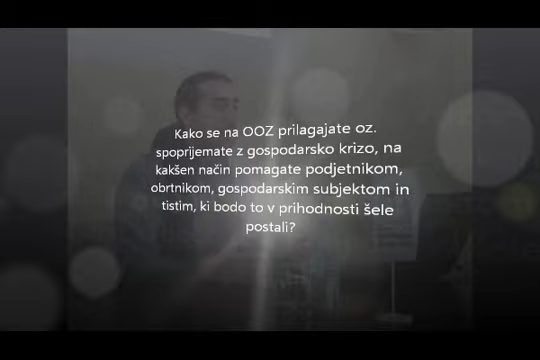 Kako se na OOZ prilagajate oz.
spoprijemate z gospodarsko krizo, na
kakšen način pomagate podjetnikom,
obrtnikom, gospodarskim subjektom in
tistim, ki bodo to v prihodnosti šele
postali?